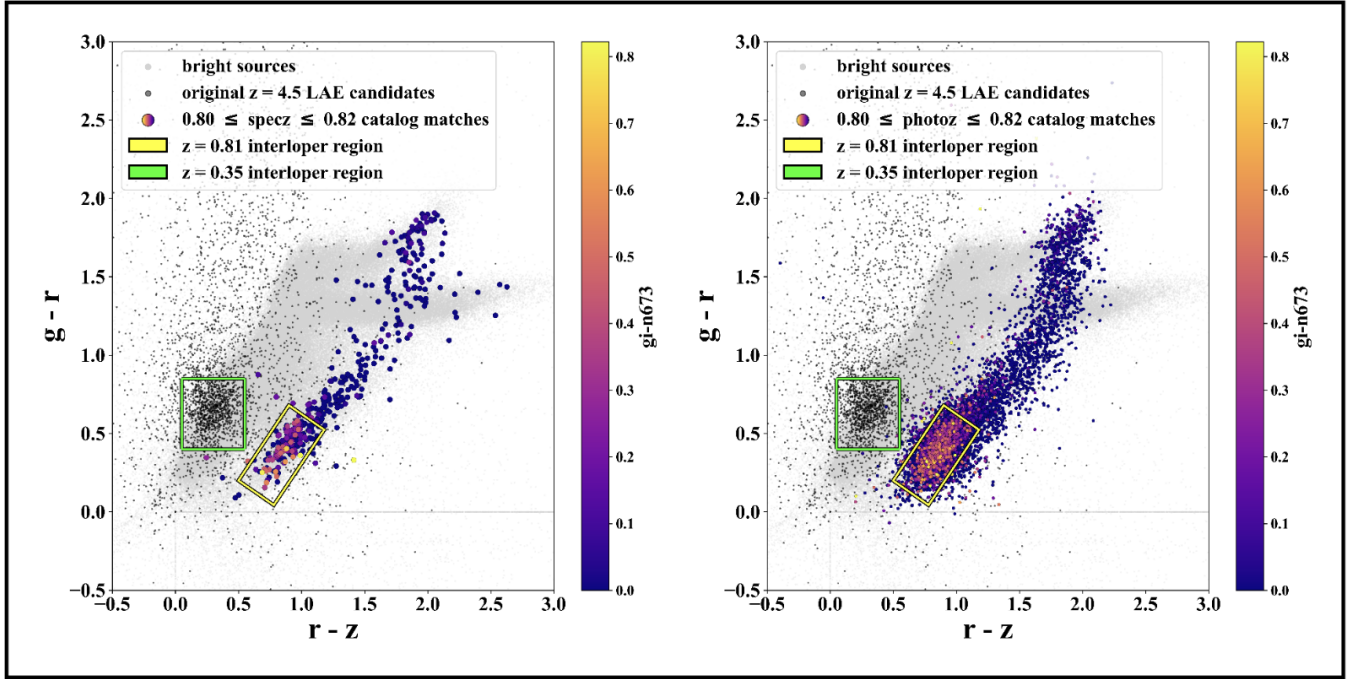 bright sources
original z = 4.5 LAE candidates
0.80 ≦ specz ≦ 0.82 catalog matches
z = 0.81 interloper region
z = 0.35 interloper region
3.0
2.5
2.0
1.5
1.0
0.5
0.0
−0.5
g - r
−0.5 0.0 0.5 1.0 1.5 2.0 2.5 3.0
r - z
0.8
0.7
0.6
0.5
0.4
0.3
0.2
0.1
0.0
gi-n673
bright sources
original z = 4.5 LAE candidates
0.80 ≦ photoz ≦ 0.82 catalog matches
z = 0.81 interloper region
z = 0.35 interloper region
3.0
2.5
2.0
1.5
1.0
0.5
0.0
−0.5
g - r
−0.5 0.0 0.5 1.0 1.5 2.0 2.5 3.0
r - z
0.8
0.7
0.6
0.5
0.4
0.3
0.2
0.1
0.0
gi-n673